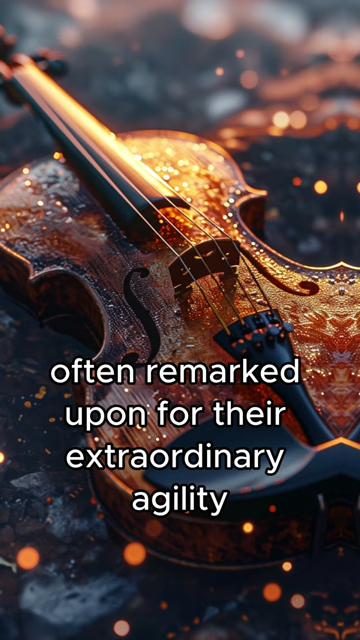 often remarked
upon for their
extraordinary
agility